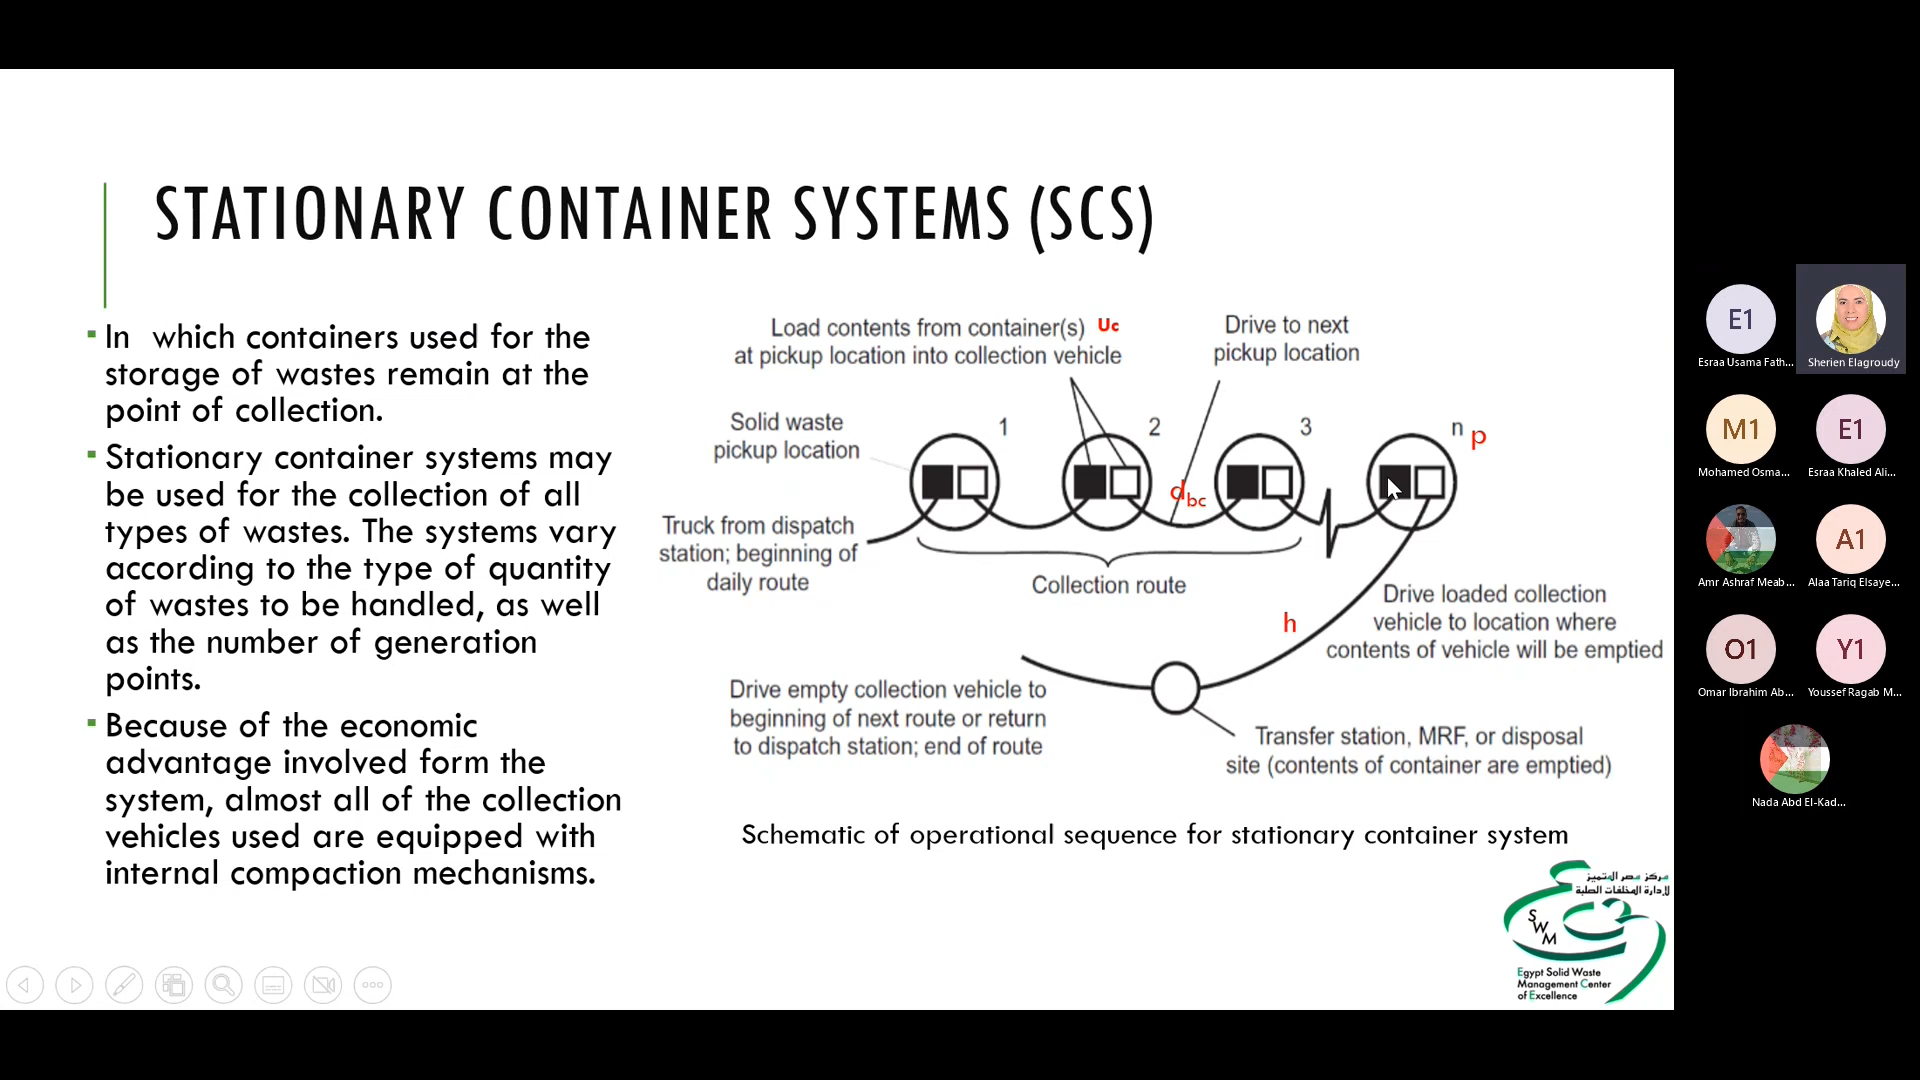 STATIONARY CONTAINER SYSTEMS (SCS)
▪ In which containers used for the
storage of wastes remain at the
point of collection.
▪ Stationary container systems may
be used for the collection of all
types of wastes. The systems vary
according to the type of quantity
of wastes to be handled, as well
as the number of generation
points.
▪ Because of the economic
advantage involved form the
system, almost all of the collection
vehicles used are equipped with
internal compaction mechanisms.
Load contents from container(s) Uc
at pickup location into collection vehicle
Drive to next
pickup location
Solid waste
pickup location
1
2
3
n p
dbc
Truck from dispatch
station; beginning of
daily route
Collection route
h
Drive loaded collection
vehicle to location where
contents of vehicle will be emptied
Drive empty collection vehicle to
beginning of next route or return
to dispatch station; end of route
Transfer station, MRF, or disposal
site (contents of container are emptied)
Schematic of operational sequence for stationary container system
مركز مصر المتميز
لإدارة المخلفات الصلبة
SWM
Egypt Solid Waste
Management Center
of Excellence
E1
Esraa Usama Fath...
Sherien Elagroudy
M1
Mohamed Osma...
E1
Esraa Khaled Ali...
Amr Ashraf Meab...
A1
Alaa Tariq Elsaye...
O1
Omar Ibrahim Ab...
Y1
Youssef Ragab M...
Nada Abd El-Kad...